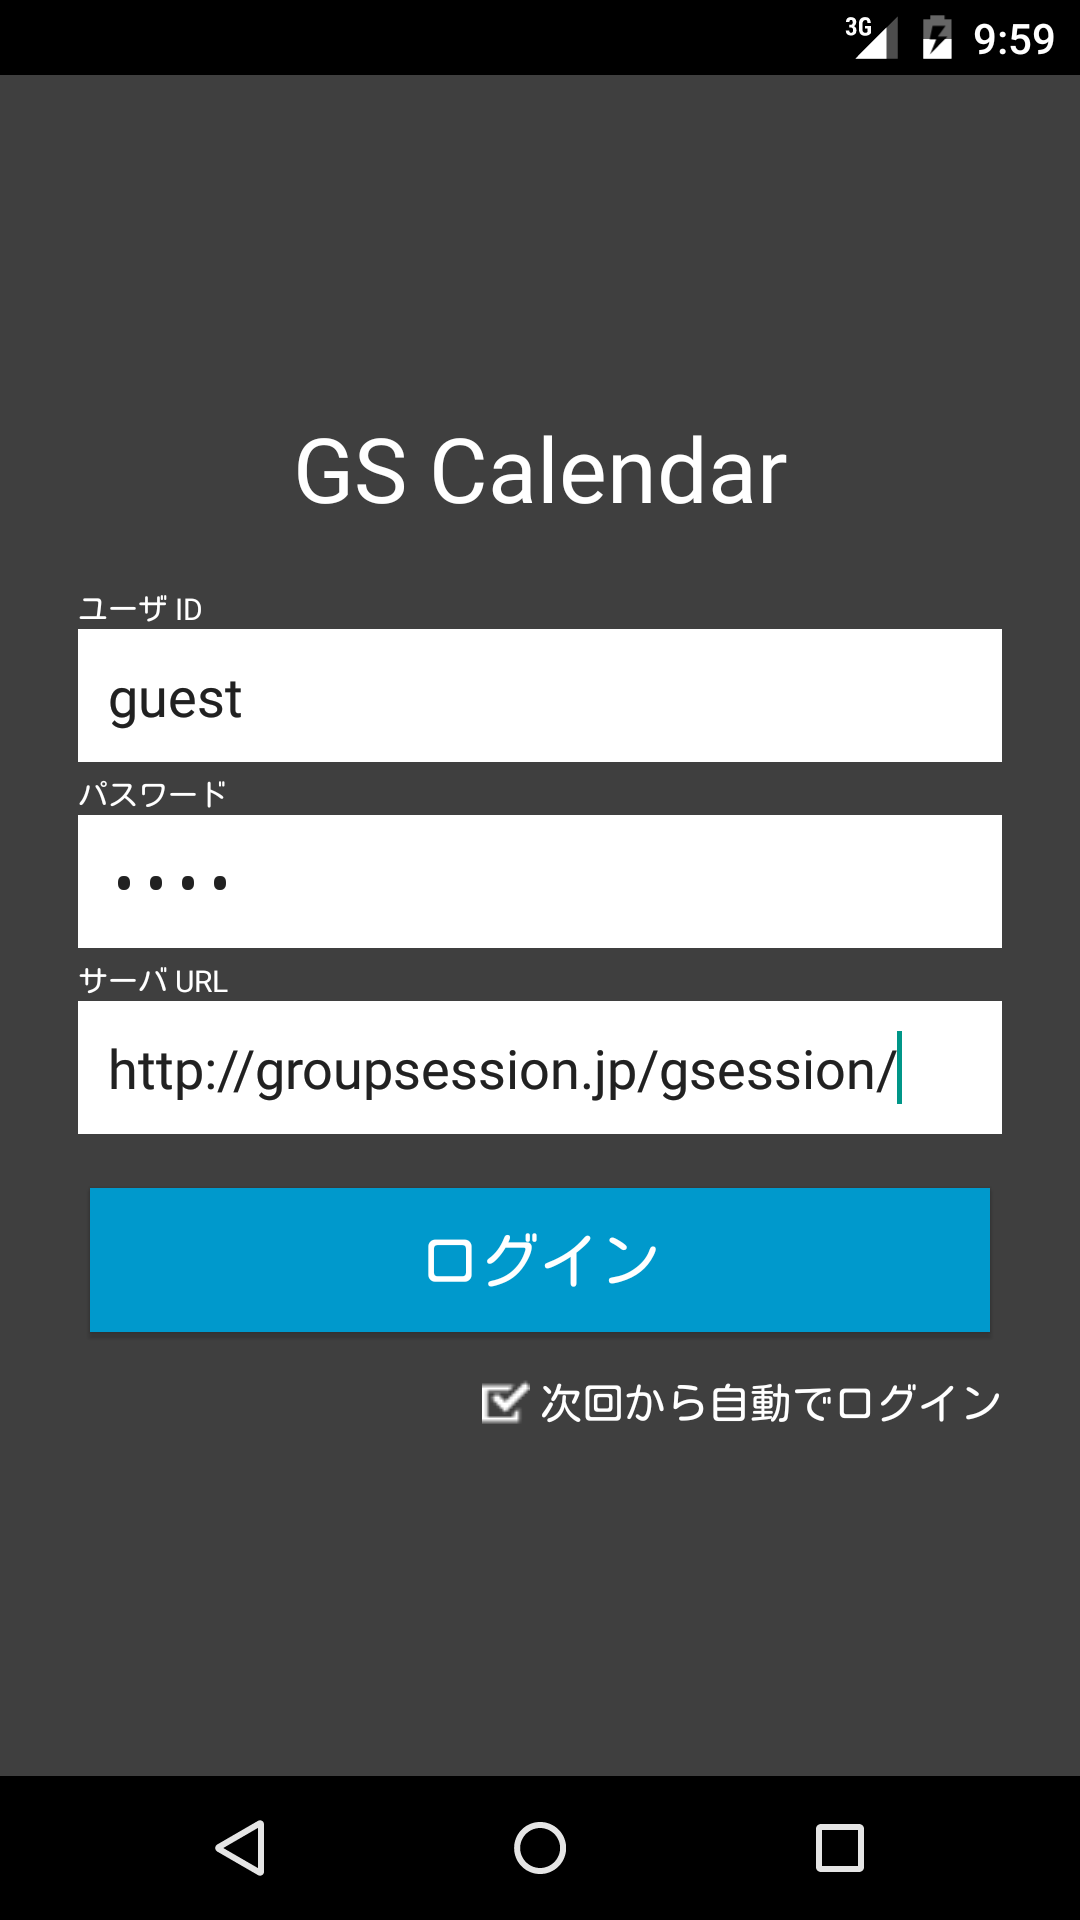 3G 9:59
GS Calendar
ユーザ ID
guest
パスワード
••••
サーバ URL
http://groupsession.jp/gsession/
ログイン
次回から自動でログイン